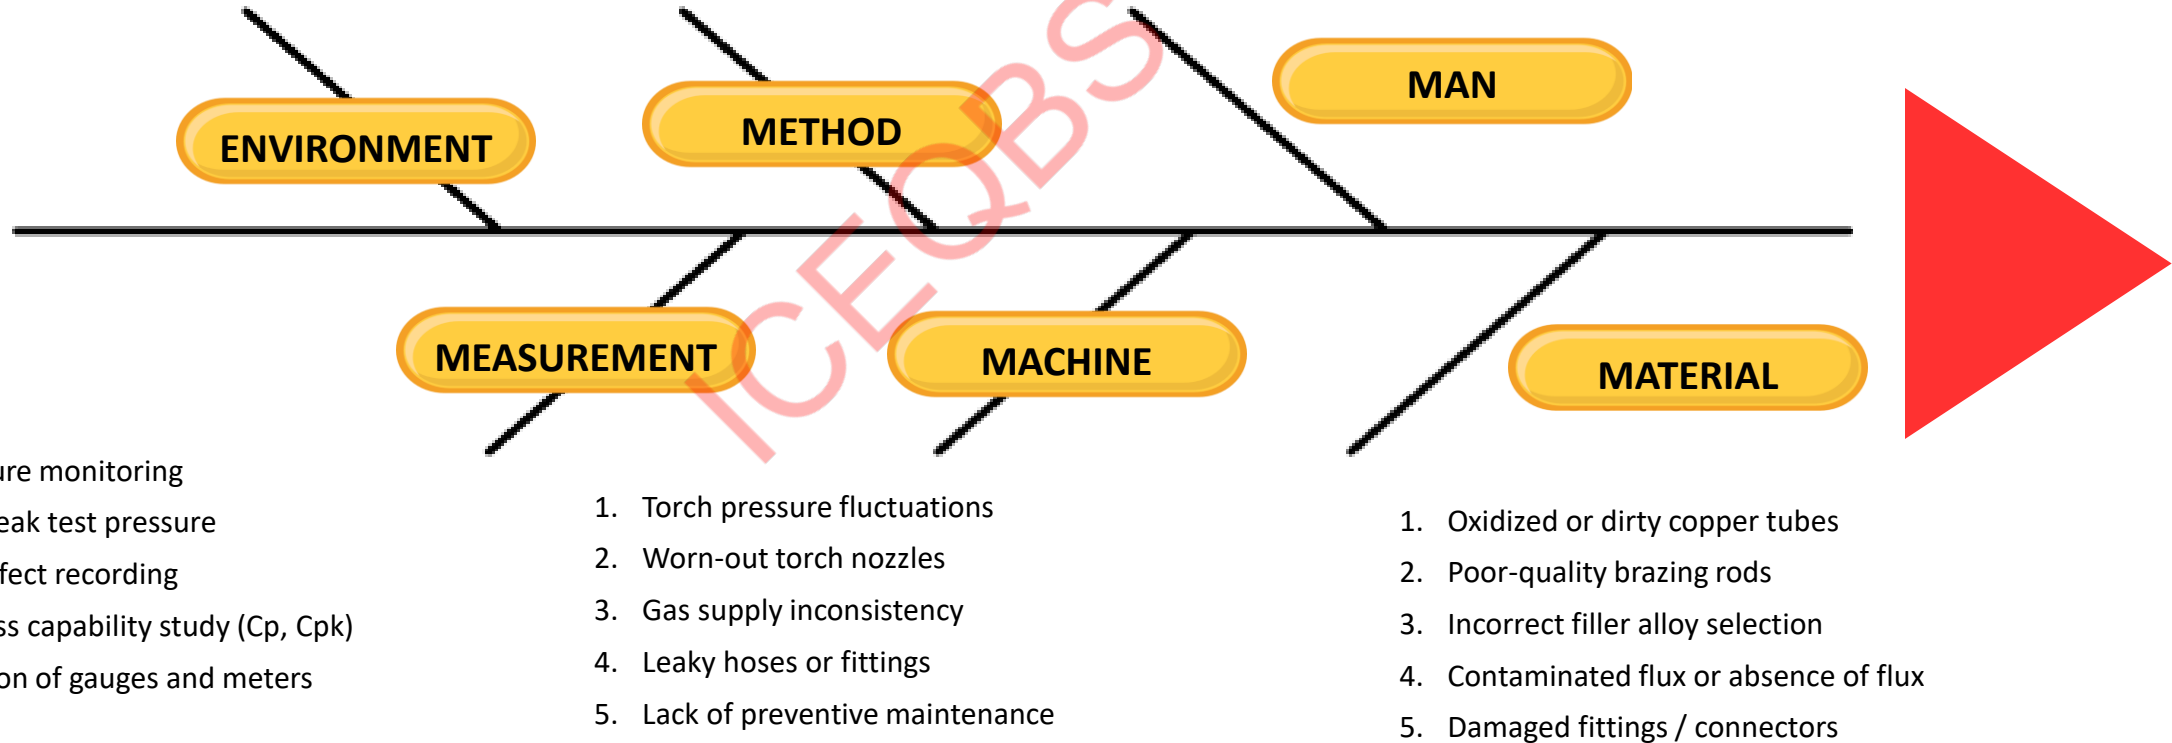 MAN
METHOD
ENVIRONMENT
ICEQBS
MEASUREMENT
MACHINE
MATERIAL
ure monitoring
eak test pressure
fect recording
ss capability study (Cp, Cpk)
on of gauges and meters
1. Torch pressure fluctuations
2. Worn-out torch nozzles
3. Gas supply inconsistency
4. Leaky hoses or fittings
5. Lack of preventive maintenance
1. Oxidized or dirty copper tubes
2. Poor-quality brazing rods
3. Incorrect filler alloy selection
4. Contaminated flux or absence of flux
5. Damaged fittings / connectors